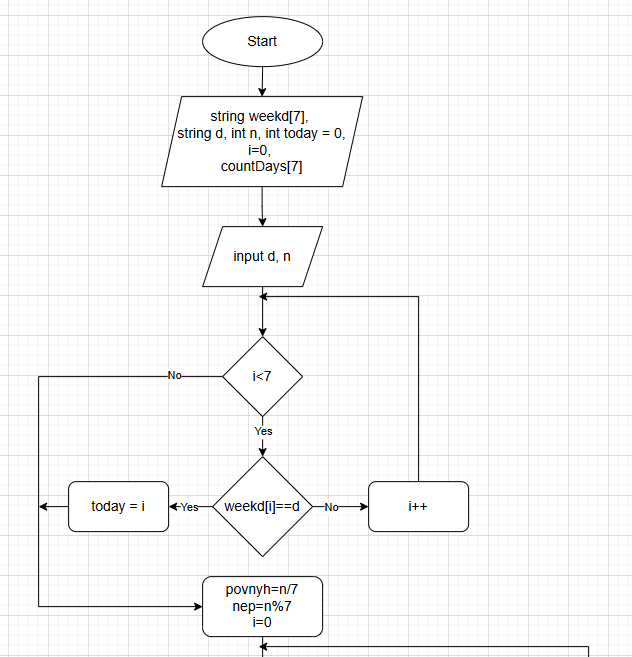 Start
string weekd[7],
string d, int n, int today = 0,
i=0,
countDays[7]
input d, n
i<7
No
Yes
today = i
Yes
weekd[i]==d
No
i++
povnyh=n/7
nep=n%7
i=0